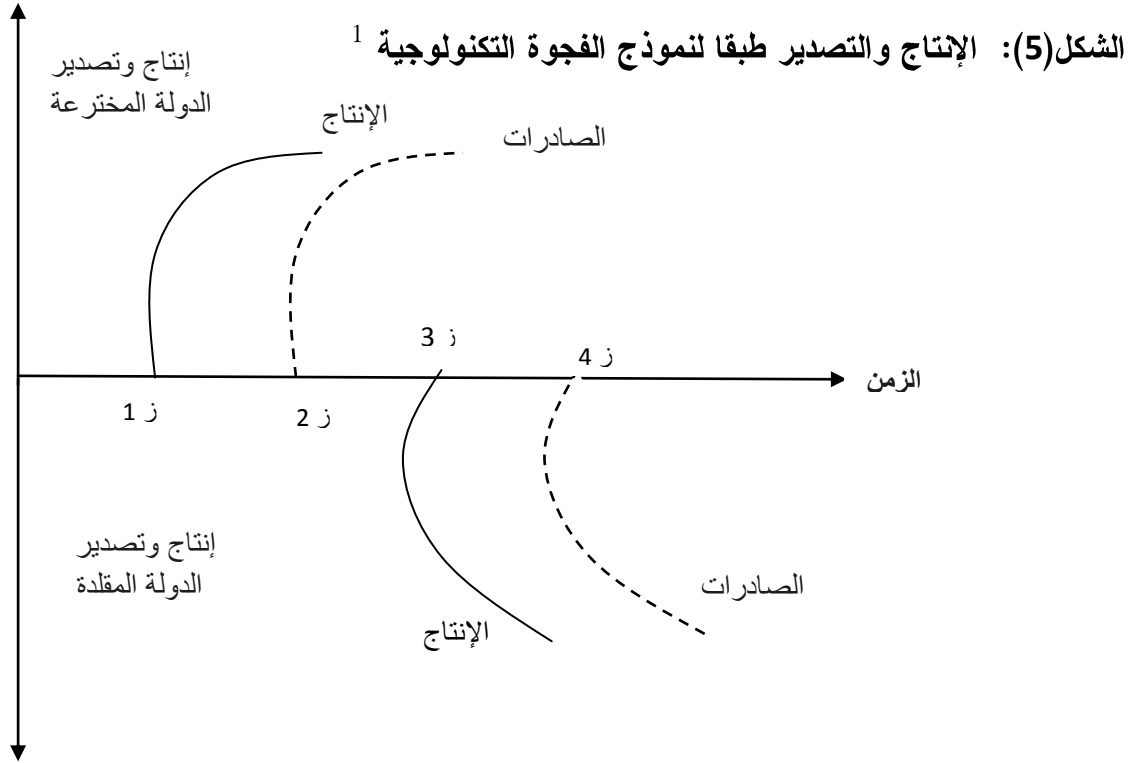 الشكل(5): الإنتاج والتصدير طبقا لنموذج الفجوة التكنولوجية 1
إنتاج وتصدير
الدولة المخترعة
الإنتاج
الصادرات
ز 3
ز 4
الزمن
ز 1
ز 2
إنتاج وتصدير
الدولة المقلدة
الصادرات
الإنتاج